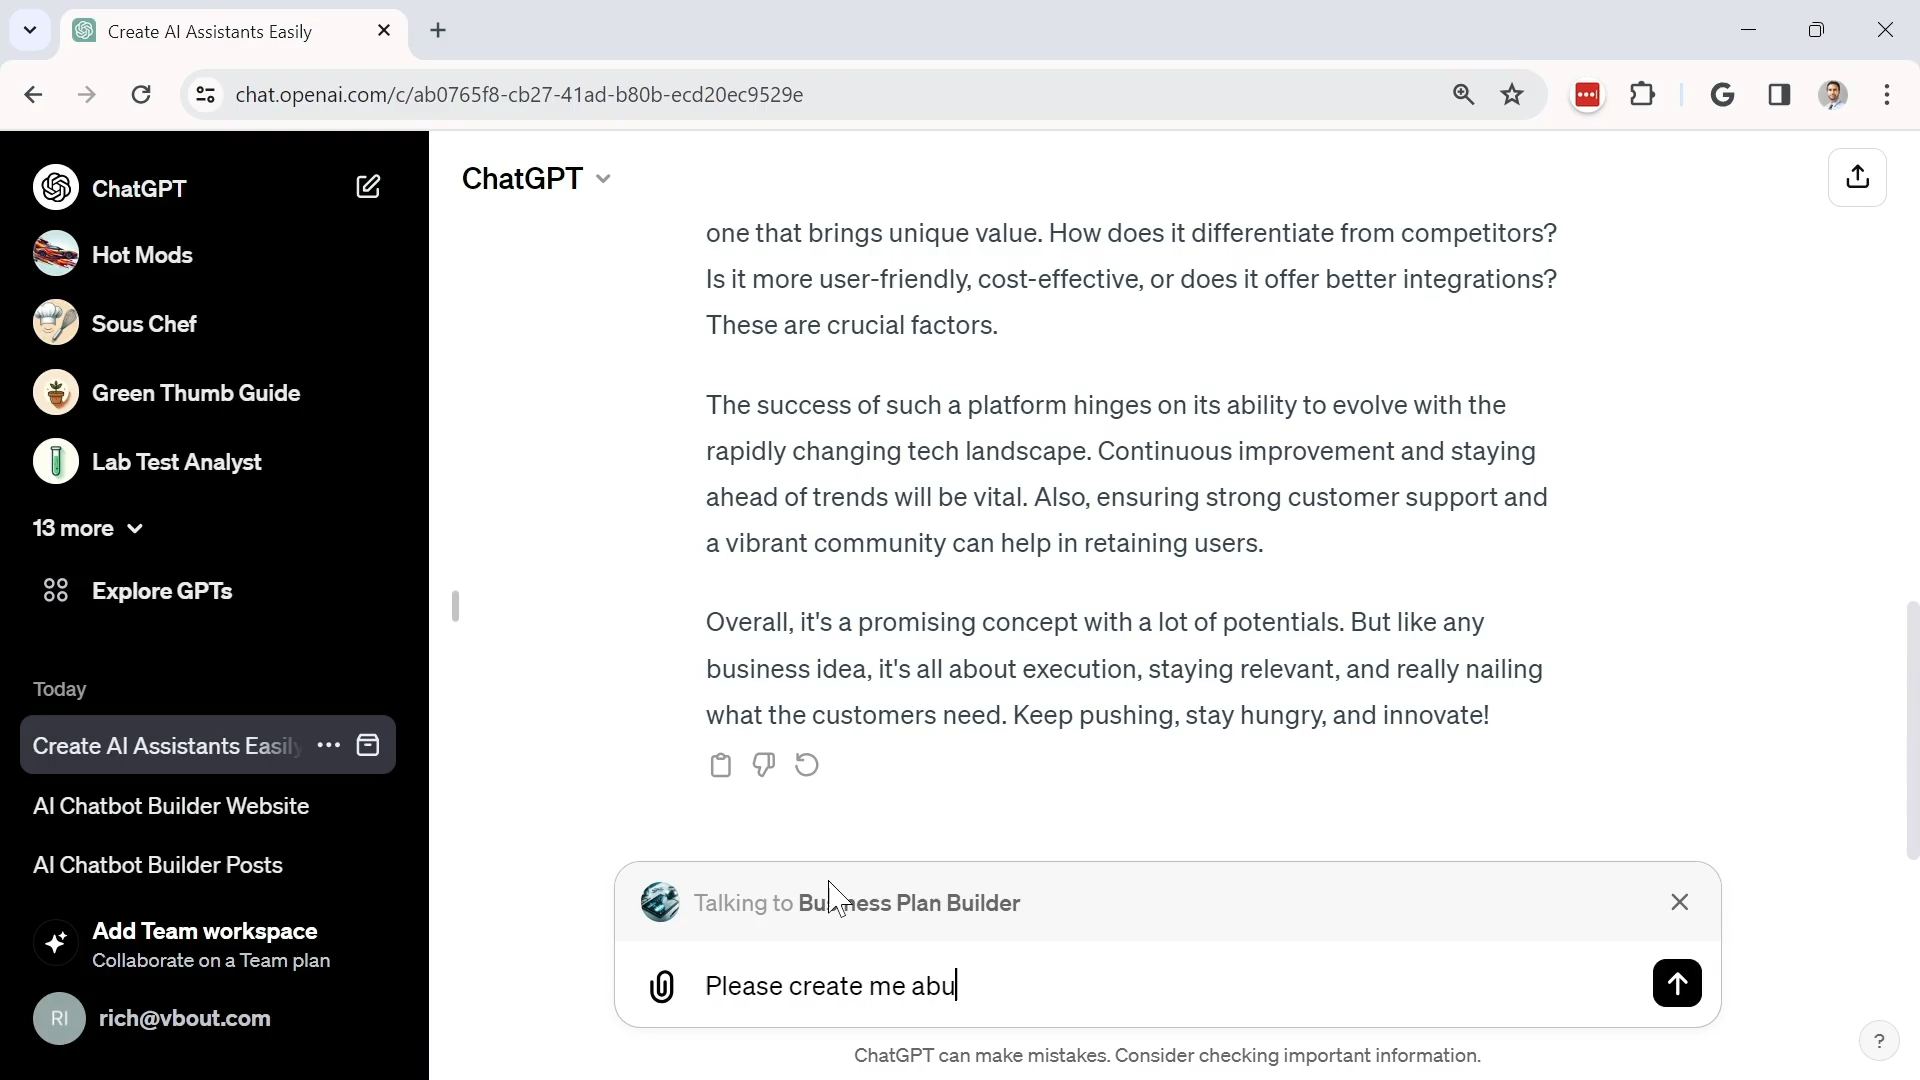 Create AI Assistants Easily
chat.openai.com/c/ab0765f8-cb27-41ad-b80b-ecd20ec9529e
ChatGPT
Hot Mods
Sous Chef
Green Thumb Guide
Lab Test Analyst
13 more
Explore GPTs
Today
Create AI Assistants Easily
AI Chatbot Builder Website
AI Chatbot Builder Posts
Add Team workspace
Collaborate on a Team plan
RI rich@vbout.com
ChatGPT
one that brings unique value. How does it differentiate from competitors?
Is it more user-friendly, cost-effective, or does it offer better integrations?
These are crucial factors.
The success of such a platform hinges on its ability to evolve with the
rapidly changing tech landscape. Continuous improvement and staying
ahead of trends will be vital. Also, ensuring strong customer support and
a vibrant community can help in retaining users.
Overall, it's a promising concept with a lot of potentials. But like any
business idea, it's all about execution, staying relevant, and really nailing
what the customers need. Keep pushing, stay hungry, and innovate!
Talking to Business Plan Builder
Please create me abu
ChatGPT can make mistakes. Consider checking important information.
?